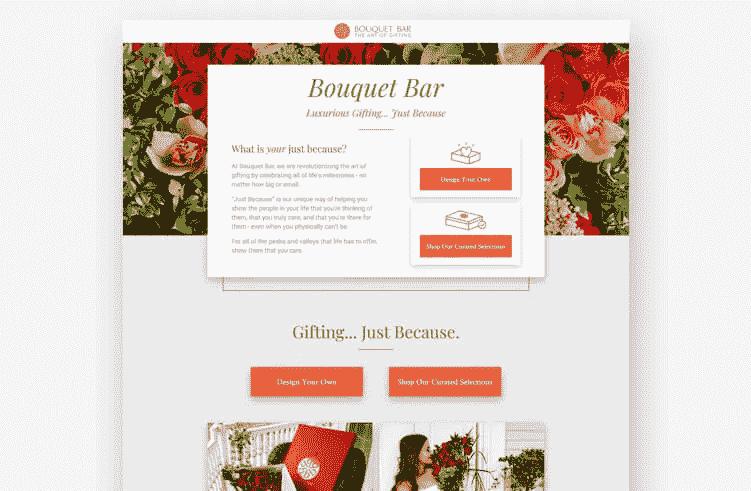 BOUQUET BAR
THE ART OF GIFTING
Bouquet Bar
Luxurious Gifting... Just Because
What is your just because?
At Bouquet Bar, we are revolutionizing the art of
gifting by celebrating all of life's milestones - no
matter how big or small.
"Just Because" is our unique way of helping you
show the people in your life that you're thinking of
them, that you truly care, and that you're there for
them - even when you physically can't be.
For all of the peaks and valleys that life has to offer,
show them that you care.
Design Your Own
Shop Our Curated Selections
Gifting... Just Because.
Design Your Own
Shop Our Curated Selections